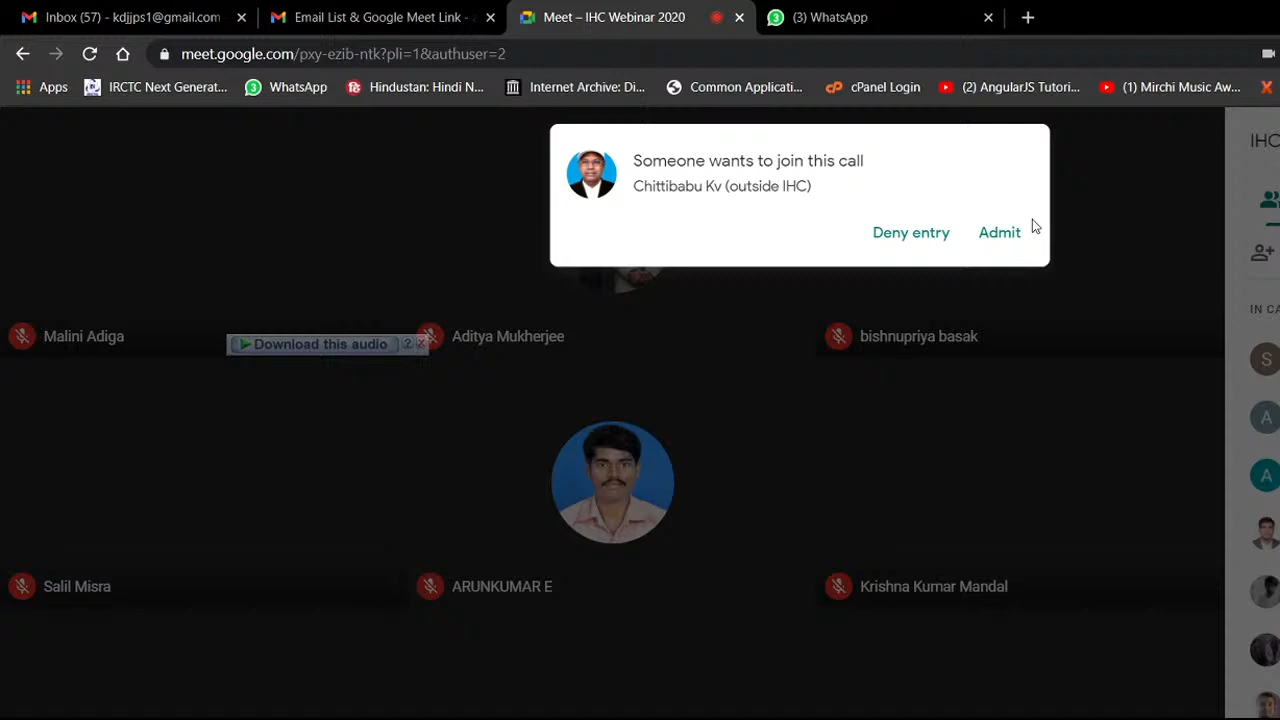 Inbox (57) - kdjjps1@gmail.com
Email List & Google Meet Link -
Meet – IHC Webinar 2020
3
(3) WhatsApp
meet.google.com/pxy-ezib-ntk?pli=1&authuser=2
Apps
IRCTC Next Generat...
WhatsApp
Hindustan: Hindi N...
Internet Archive: Di...
Common Applicati...
cP
cPanel Login
(2) AngularJS Tutori...
(1) Mirchi Music Aw...
Someone wants to join this call
Chittibabu Kv (outside IHC)
Deny entry
Admit
IHC
IN CA
Malini Adiga
Download this audio
?
Aditya Mukherjee
bishnupriya basak
S
A
A
Salil Misra
ARUNKUMAR E
Krishna Kumar Mandal